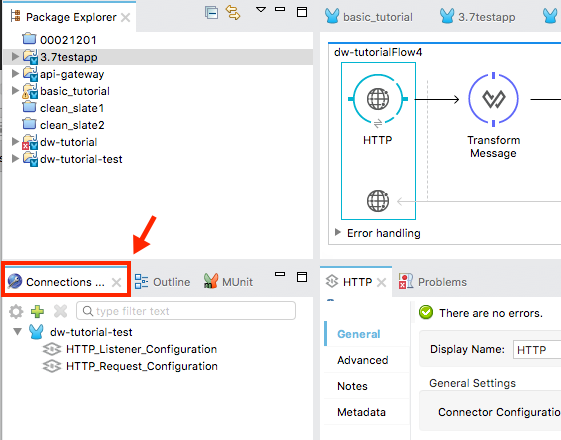 Package Explorer
00021201
3.7testapp
api-gateway
basic_tutorial
clean_slate1
clean_slate2
dw-tutorial
dw-tutorial-test
basic_tutorial
3.7testapp
dw-tutorialFlow4
HTTP
Transform
Message
Error handling
Connections ...
Outline
MUnit
type filter text
dw-tutorial-test
HTTP_Listener_Configuration
HTTP_Request_Configuration
HTTP
Problems
General
Advanced
Notes
Metadata
There are no errors.
Display Name: HTTP
General Settings
Connector Configuratio